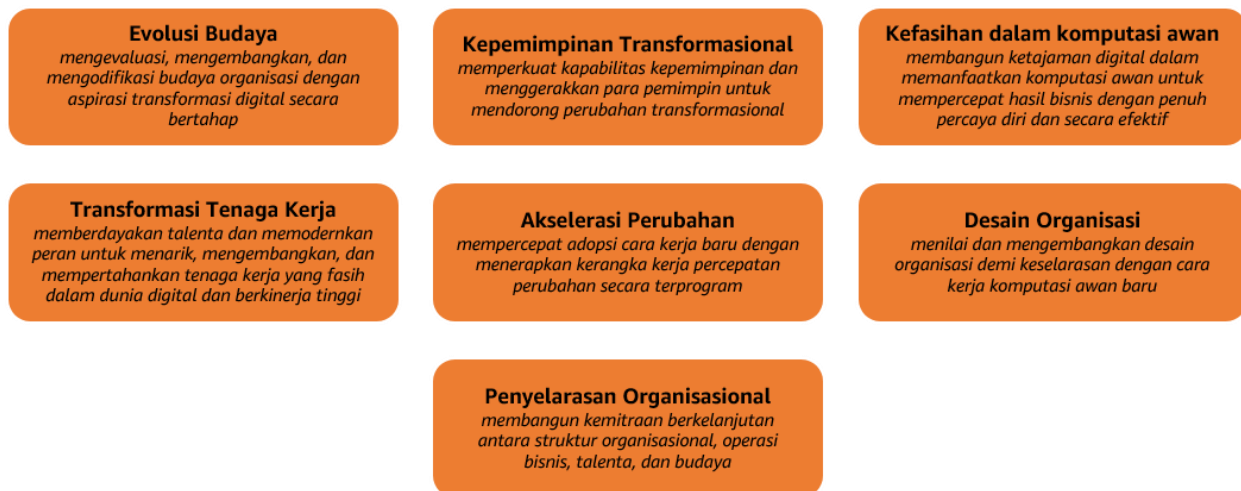 Evolusi Budaya
mengevaluasi, mengembangkan, dan
mengodifikasi budaya organisasi dengan
aspirasi transformasi digital secara
bertahap
Kepemimpinan Transformasional
memperkuat kapabilitas kepemimpinan dan
menggerakkan para pemimpin untuk
mendorong perubahan transformasional
Kefasihan dalam komputasi awan
membangun ketajaman digital dalam
memanfaatkan komputasi awan untuk
mempercepat hasil bisnis dengan penuh
percaya diri dan secara efektif
Transformasi Tenaga Kerja
memberdayakan talenta dan memodernkan
peran untuk menarik, mengembangkan, dan
mempertahankan tenaga kerja yang fasih
dalam dunia digital dan berkinerja tinggi
Akselerasi Perubahan
mempercepat adopsi cara kerja baru dengan
menerapkan kerangka kerja percepatan
perubahan secara terprogram
Desain Organisasi
menilai dan mengembangkan desain
organisasi demi keselarasan dengan cara
kerja komputasi awan baru
Penyelarasan Organisasional
membangun kemitraan berkelanjutan
antara struktur organisasional, operasi
bisnis, talenta, dan budaya